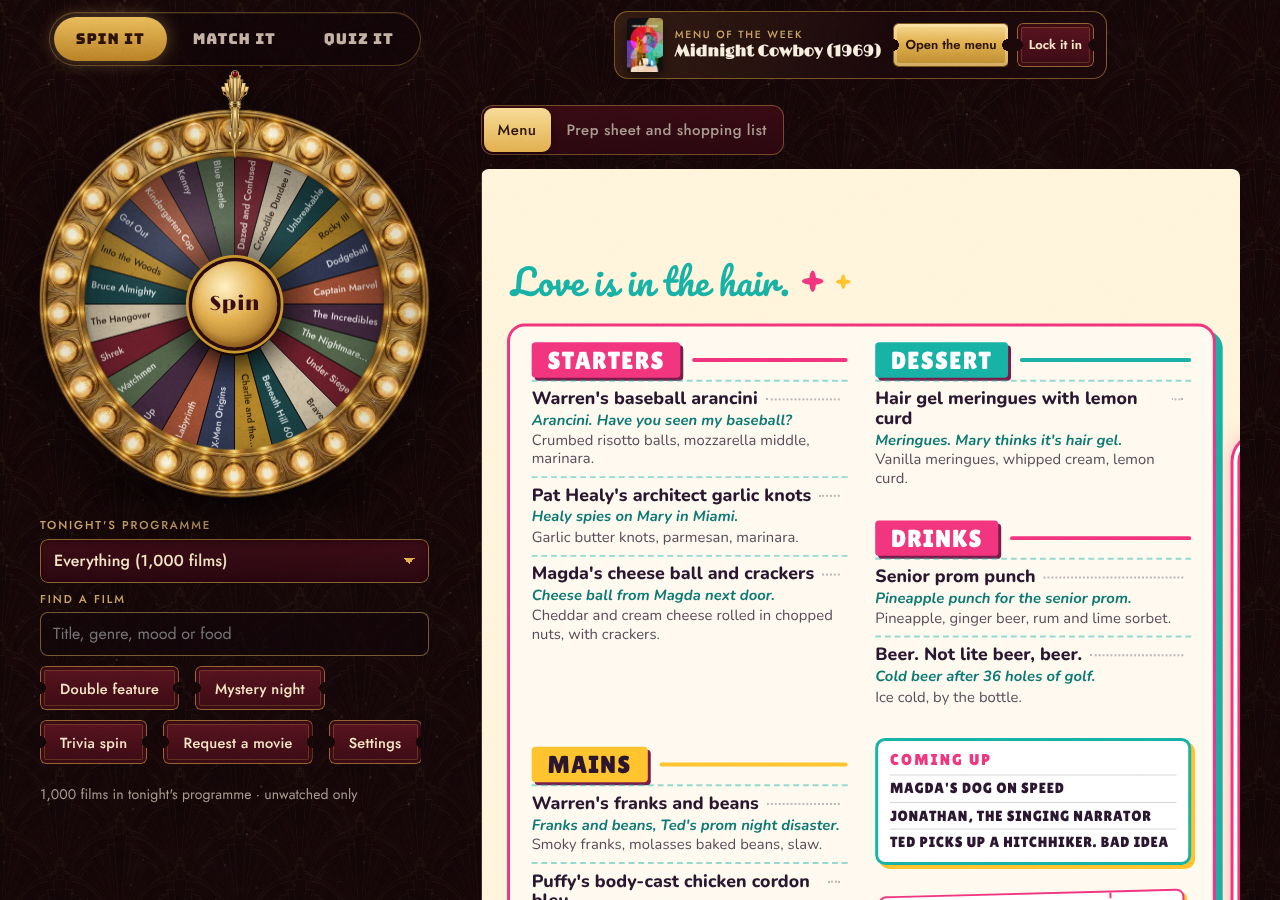 SPIN IT
MATCH IT
QUIZ IT
MENU OF THE WEEK
Midnight Cowboy (1969)
Open the menu
Lock it in
Blue Beetle
Dazed and Confused
Crocodile Dundee II
Unbreakable
Rocky III
Dodgeball
Captain Marvel
The Incredibles
The Nightmare...
Under Siege
Brave
Beneath Hill 60
Charlie and the...
X-Men Origins
Labyrinth
Up
Watchmen
Shrek
The Hangover
Bruce Almighty
Into the Woods
Get Out
Kindergarten Cop
Kenny
Spin
TONIGHT'S PROGRAMME
Everything (1,000 films)
FIND A FILM
Title, genre, mood or food
Double feature
Mystery night
Trivia spin
Request a movie
Settings
1,000 films in tonight's programme · unwatched only
Menu
Prep sheet and shopping list
Love is in the hair.
STARTERS
Warren's baseball arancini
Arancini. Have you seen my baseball?
Crumbed risotto balls, mozzarella middle,
marinara.
Pat Healy's architect garlic knots
Healy spies on Mary in Miami.
Garlic butter knots, parmesan, marinara.
Magda's cheese ball and crackers
Cheese ball from Magda next door.
Cheddar and cream cheese rolled in chopped
nuts, with crackers.
MAINS
Warren's franks and beans
Franks and beans, Ted's prom night disaster.
Smoky franks, molasses baked beans, slaw.
Puffy's body-cast chicken cordon
bleu
DESSERT
Hair gel meringues with lemon
curd
Meringues. Mary thinks it's hair gel.
Vanilla meringues, whipped cream, lemon
curd.
DRINKS
Senior prom punch
Pineapple punch for the senior prom.
Pineapple, ginger beer, rum and lime sorbet.
Beer. Not lite beer, beer.
Cold beer after 36 holes of golf.
Ice cold, by the bottle.
COMING UP
MAGDA'S DOG ON SPEED
JONATHAN, THE SINGING NARRATOR
TED PICKS UP A HITCHHIKER. BAD IDEA